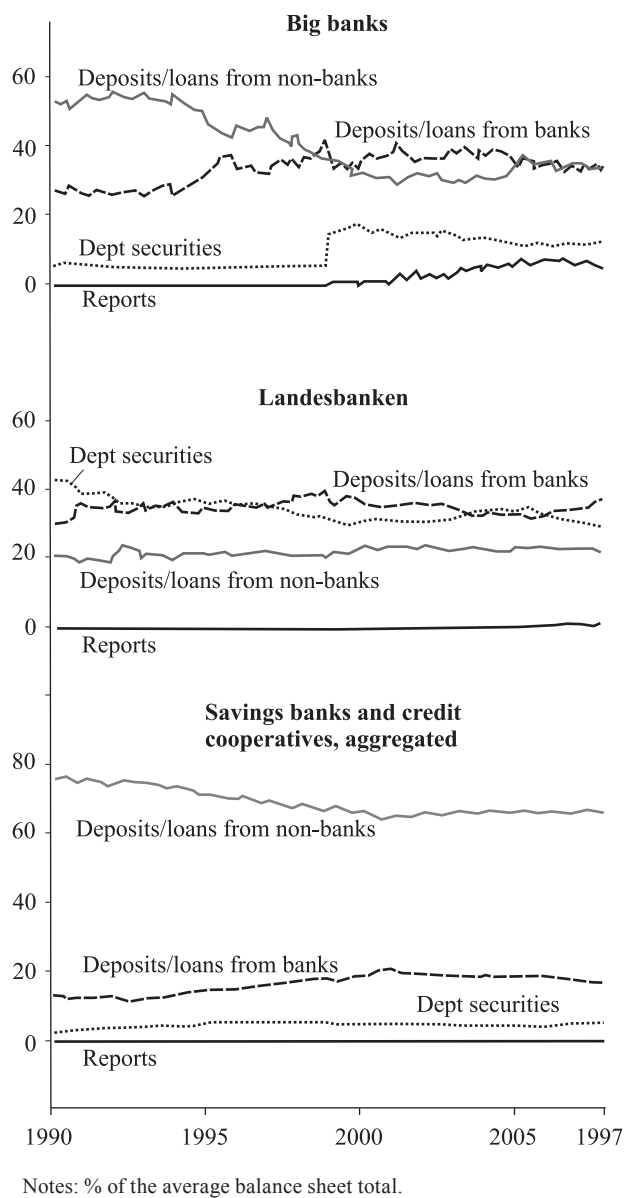 Big banks
60
Deposits/loans from non-banks
Deposits/loans from banks
40
20
Dept securities
0
Reports
Landesbanken
60
Dept securities
Deposits/loans from banks
40
20
Deposits/loans from non-banks
0
Reports
Savings banks and credit
cooperatives, aggregated
80
Deposits/loans from non-banks
60
40
Deposits/loans from banks
20
Dept securities
0
Reports
1990 1995 2000 2005 1997
Notes: % of the average balance sheet total.